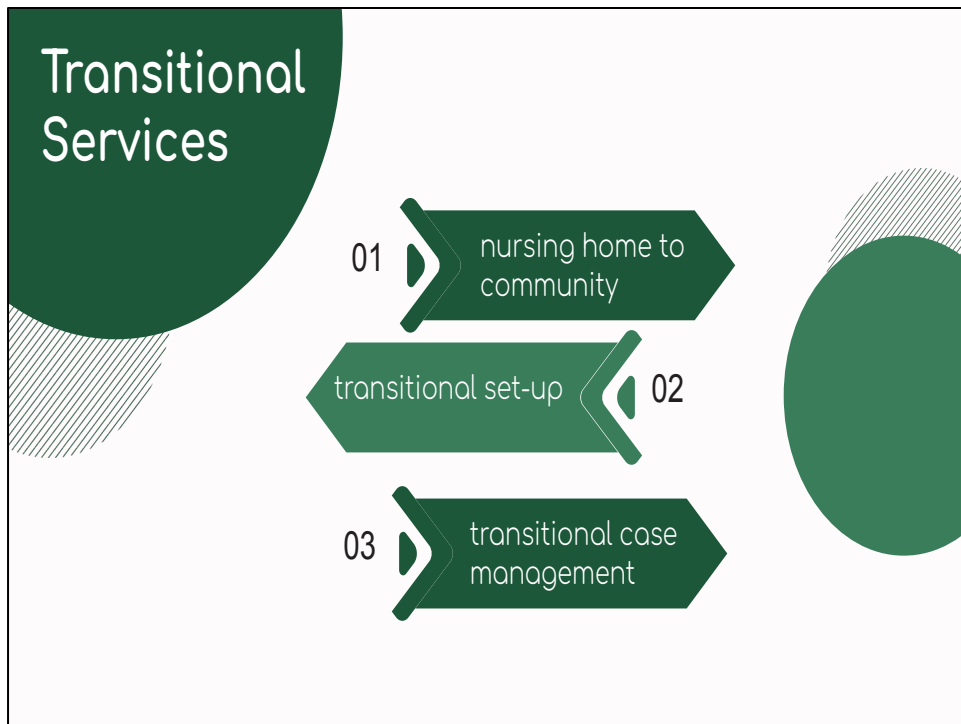 Transitional
Services
01
nursing home to
community
transitional set-up
02
03
transitional case
management